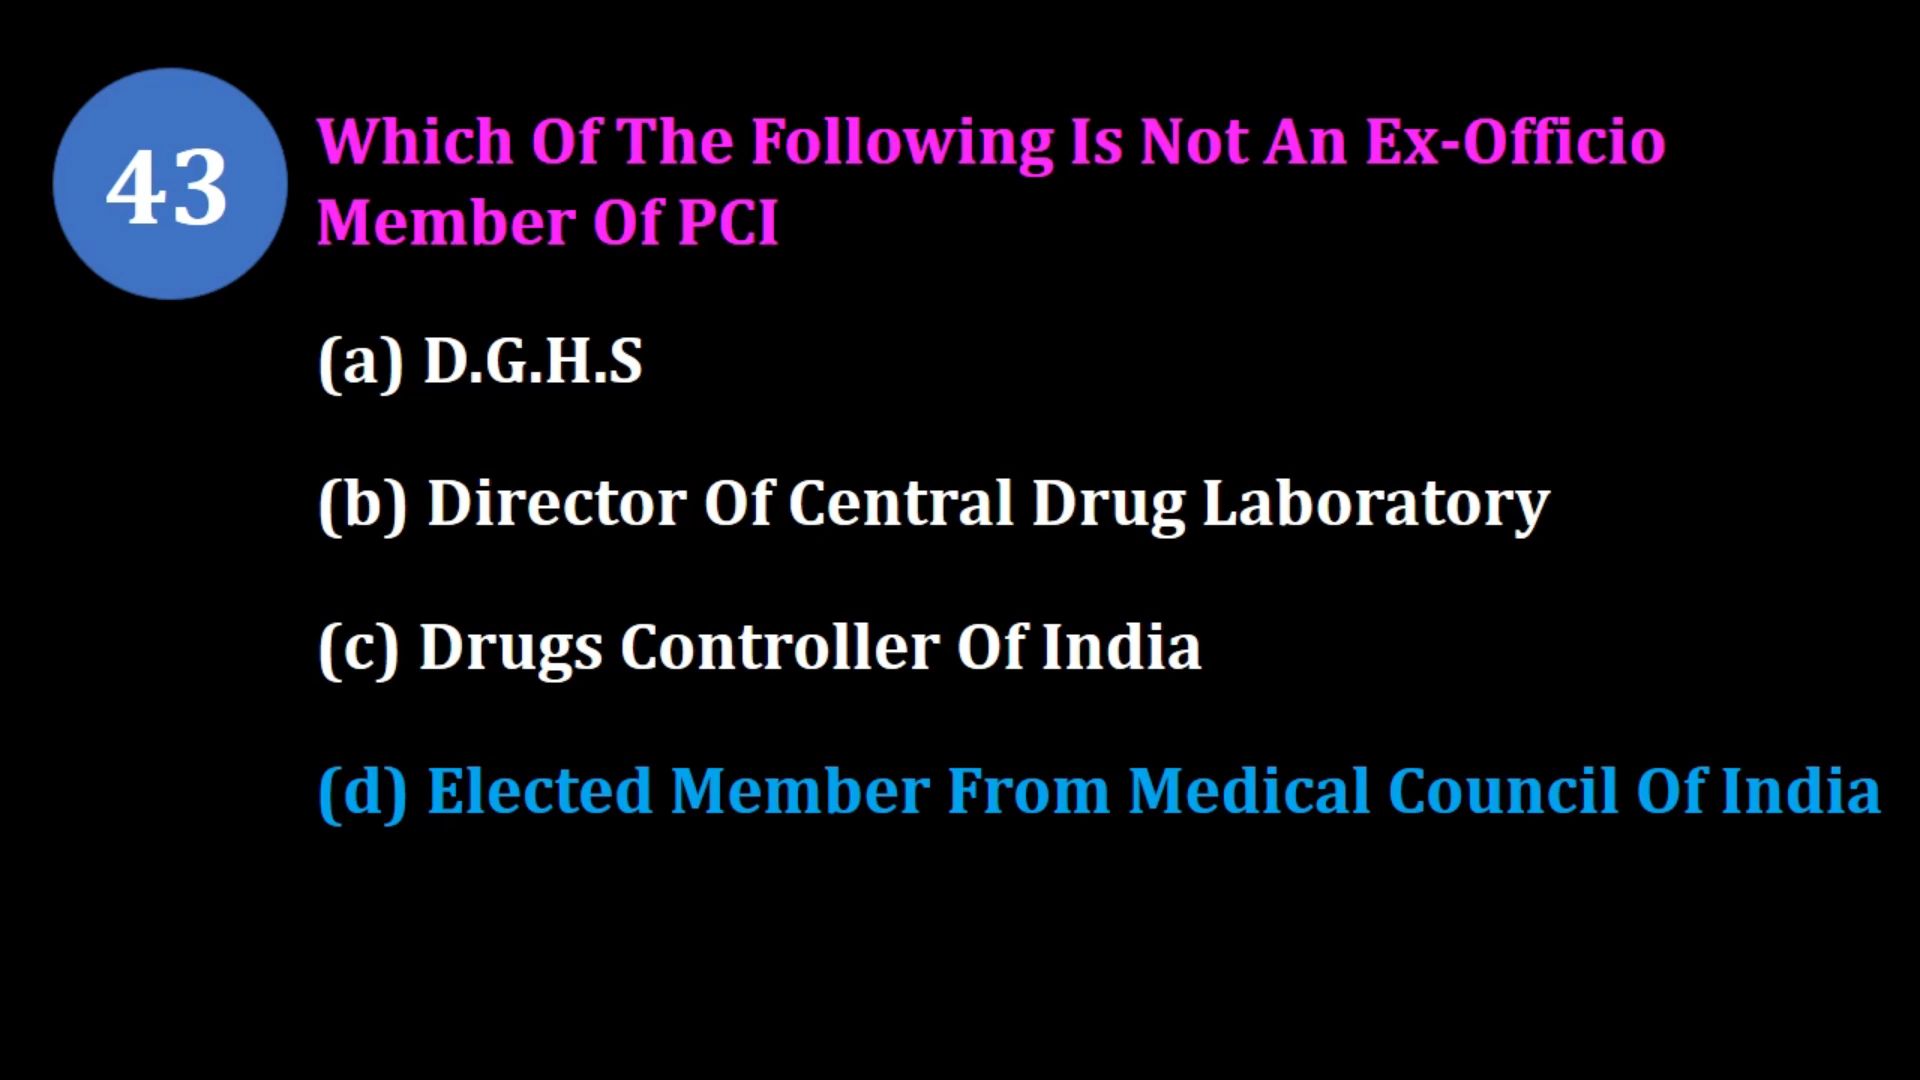 43
Which Of The Following Is Not An Ex-Officio
Member Of PCI
(a) D.G.H.S
(b) Director Of Central Drug Laboratory
(c) Drugs Controller Of India
(d) Elected Member From Medical Council Of India